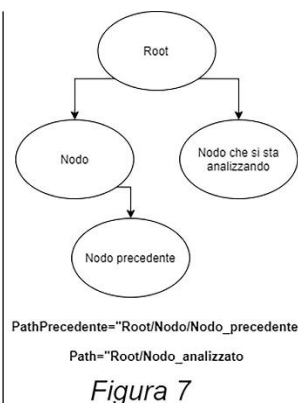 Root
Nodo
Nodo che si sta
analizzando
Nodo precedente
PathPrecedente="Root/Nodo/Nodo_precedente
Path="Root/Nodo_analizzato
Figura 7